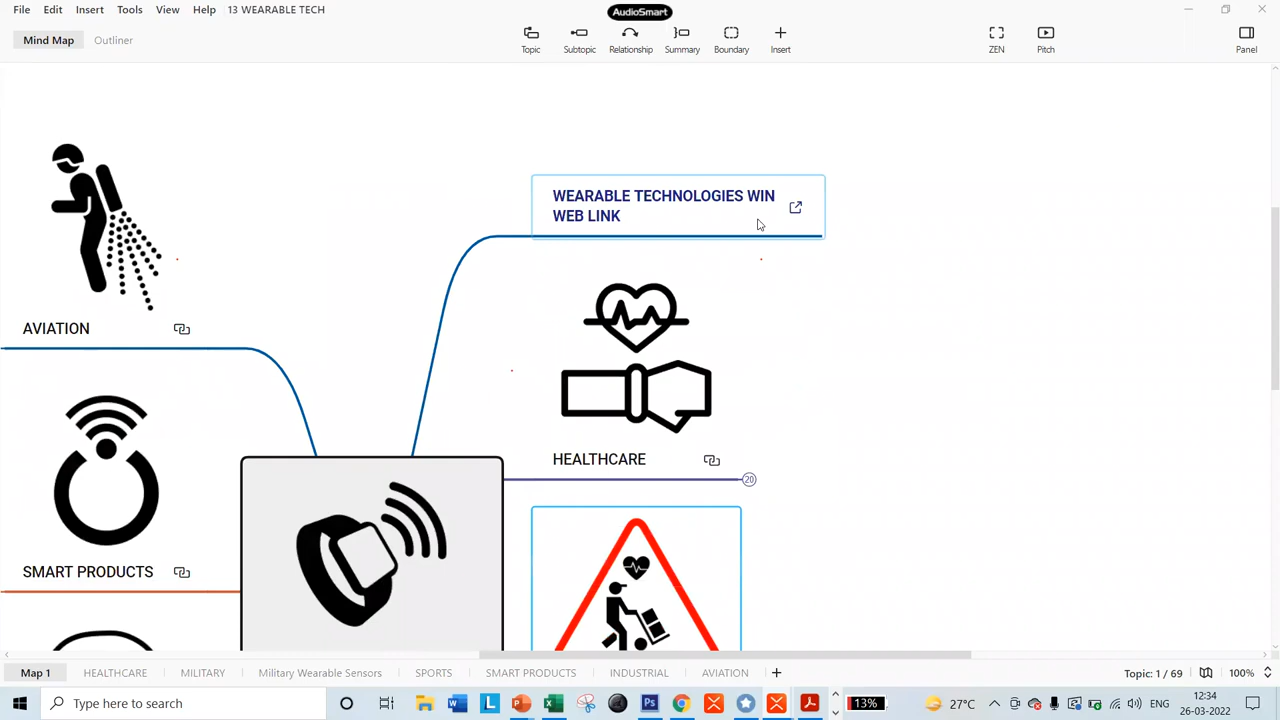 File Edit Insert Tools View Help 13 WEARABLE TECH
AudioSmart
Mind Map Outliner
Topic Subtopic Relationship Summary Boundary Insert ZEN Pitch Panel
WEARABLE TECHNOLOGIES WIN
WEB LINK
AVIATION
HEALTHCARE
20
SMART PRODUCTS
Map 1 HEALTHCARE MILITARY Military Wearable Sensors SPORTS SMART PRODUCTS INDUSTRIAL AVIATION
Topic: 1 / 69 100%
Type here to search
13% 27°C ENG
12:34
26-03-2022